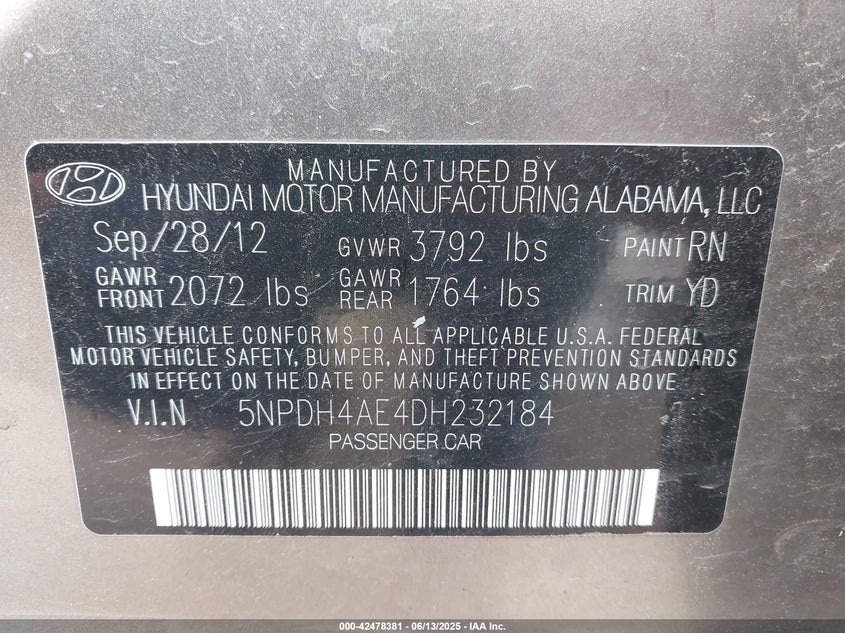 MANUFACTURED BY
HYUNDAI MOTOR MANUFACTURING ALABAMA, LLC
Sep/28/12 GVWR 3792 lbs PAINT RN
GAWR FRONT 2072 lbs GAWR REAR 1764 lbs TRIM YD
THIS VEHICLE CONFORMS TO ALL APPLICABLE U.S.A. FEDERAL
MOTOR VEHICLE SAFETY, BUMPER, AND THEFT PREVENTION STANDARDS
IN EFFECT ON THE DATE OF MANUFACTURE SHOWN ABOVE
V.I.N 5NPDH4AE4DH232184
PASSENGER CAR
000-42478381 - 06/13/2025 - IAA Inc.